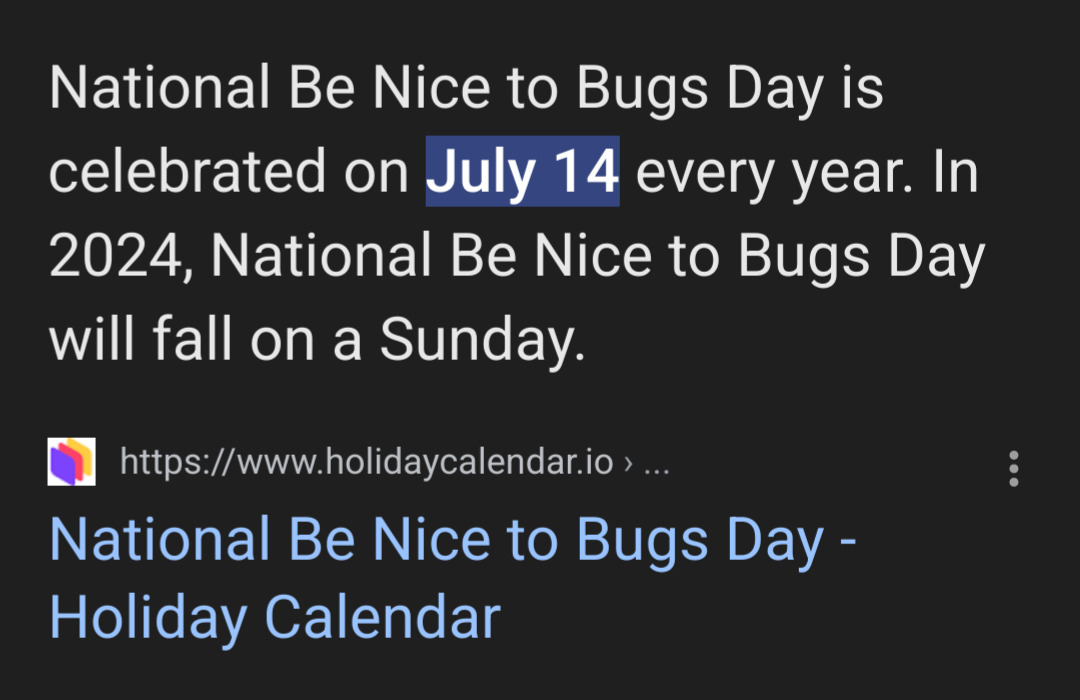 National Be Nice to Bugs Day is
celebrated on July 14 every year. In
2024, National Be Nice to Bugs Day
will fall on a Sunday.
https://www.holidaycalendar.io › ...
National Be Nice to Bugs Day -
Holiday Calendar